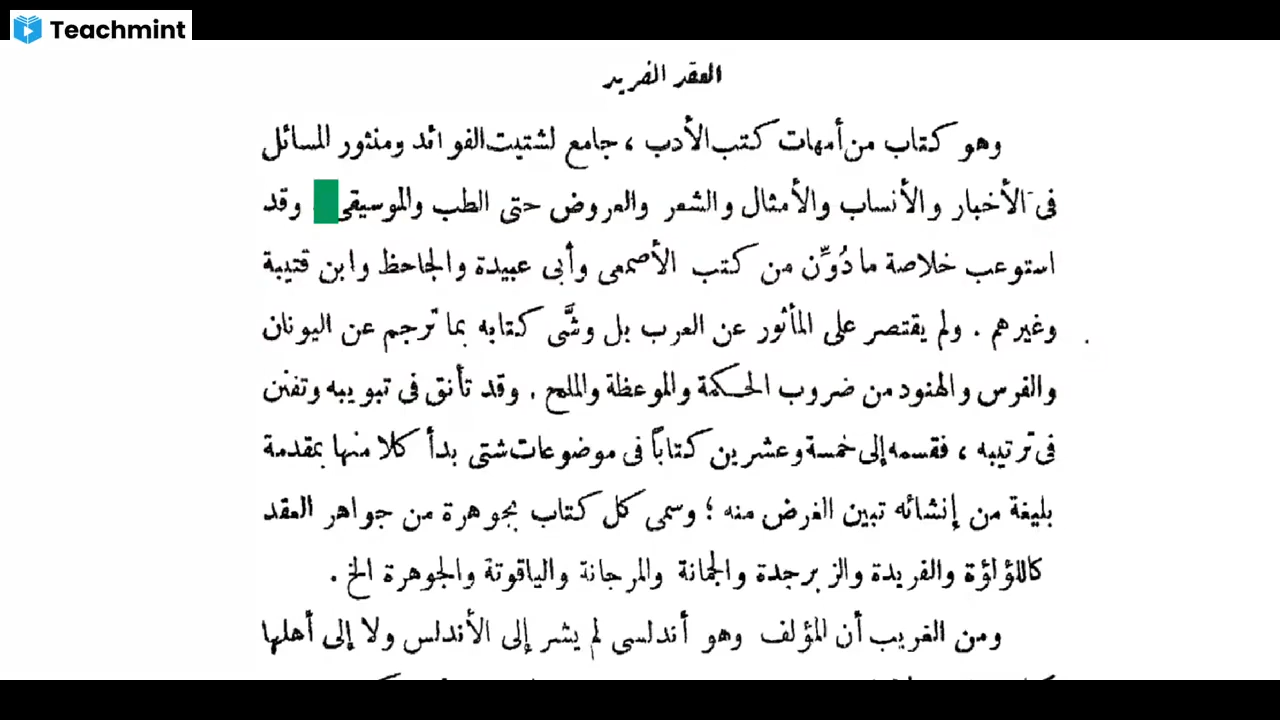 Teachmint
العقد الفريد
وهو كتاب من أمهات كتب الأدب ، جامع لشتيت الفوائد ومنثور المسائل
فى الأخبار والأنساب والأمثال والشعر والعروض حتى الطب والموسيقى وقد
استوعب خلاصة ما دُوِّن من كتب الأصمعى وأبى عبيدة والجاحظ وابن قتيبة
وغيرهم . ولم يقتصر على المأثور عن العرب بل وشَّى كتابه بما تُرجم عن اليونان
والفرس والهنود من ضروب الحكمة والموعظة والملح . وقد تأنق فى تبويبه وتفنن
فى ترتيبه ، فقسمه إلى خمسة وعشرين كتاباً فى موضوعات شتى بدأ كلا منها بمقدمة
بليغة من إنشائه تبين الغرض منه ؛ وسمى كل كتاب بجوهرة من جواهر العقد
كاللؤلؤة والفريدة والزبرجدة والجمانة والمرجانة والياقوتة والجوهرة الخ .
ومن الغريب أن المؤلف وهو أندلسى لم يشر إلى الأندلس ولا إلى أهلها